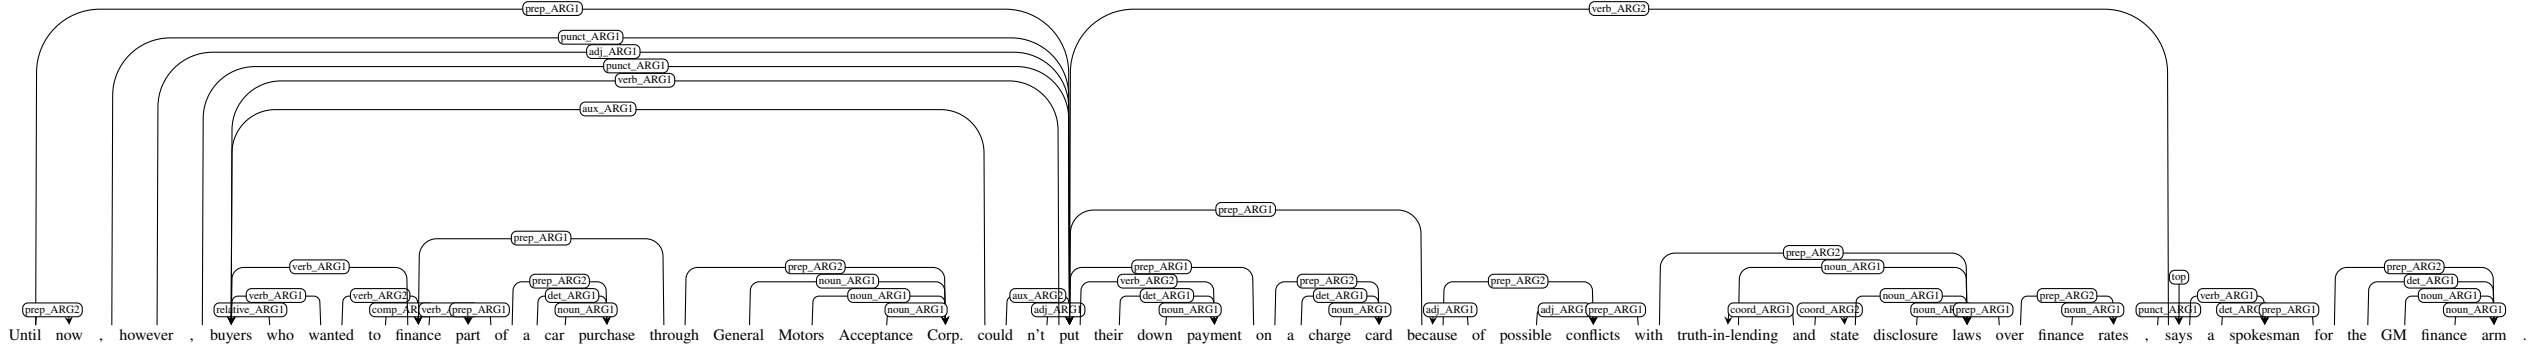 prep_ARG1 verb_ARG2
punct_ARG1
adj_ARG1
punct_ARG1
verb_ARG1
aux_ARG1
prep_ARG1
prep_ARG1
prep_ARG2
verb_ARG1 prep_ARG2 prep_ARG1 noun_ARG1 prep_ARG2
top
prep_ARG2 noun_ARG1 verb_ARG2 prep_ARG2 prep_ARG2 det_ARG1
verb_ARG1 verb_ARG2 det_ARG1 noun_ARG1 aux_ARG2 det_ARG1 det_ARG1 noun_ARG1 prep_ARG2 verb_ARG1 noun_ARG1
prep_ARG2 relative_ARG1 comp_AR verb_ prep_ARG1 noun_ARG1 noun_ARG1 adj_ARG1 noun_ARG1 noun_ARG1 adj_ARG1 adj_ARG prep_ARG1 coord_ARG1 coord_ARG2 noun_AR prep_ARG1 noun_ARG1 punct_ARG1 det_ARG prep_ARG1 noun_ARG1
Until now , however , buyers who wanted to finance part of a car purchase through General Motors Acceptance Corp. could n't put their down payment on a charge card because of possible conflicts with truth-in-lending and state disclosure laws over finance rates , says a spokesman for the GM finance arm .